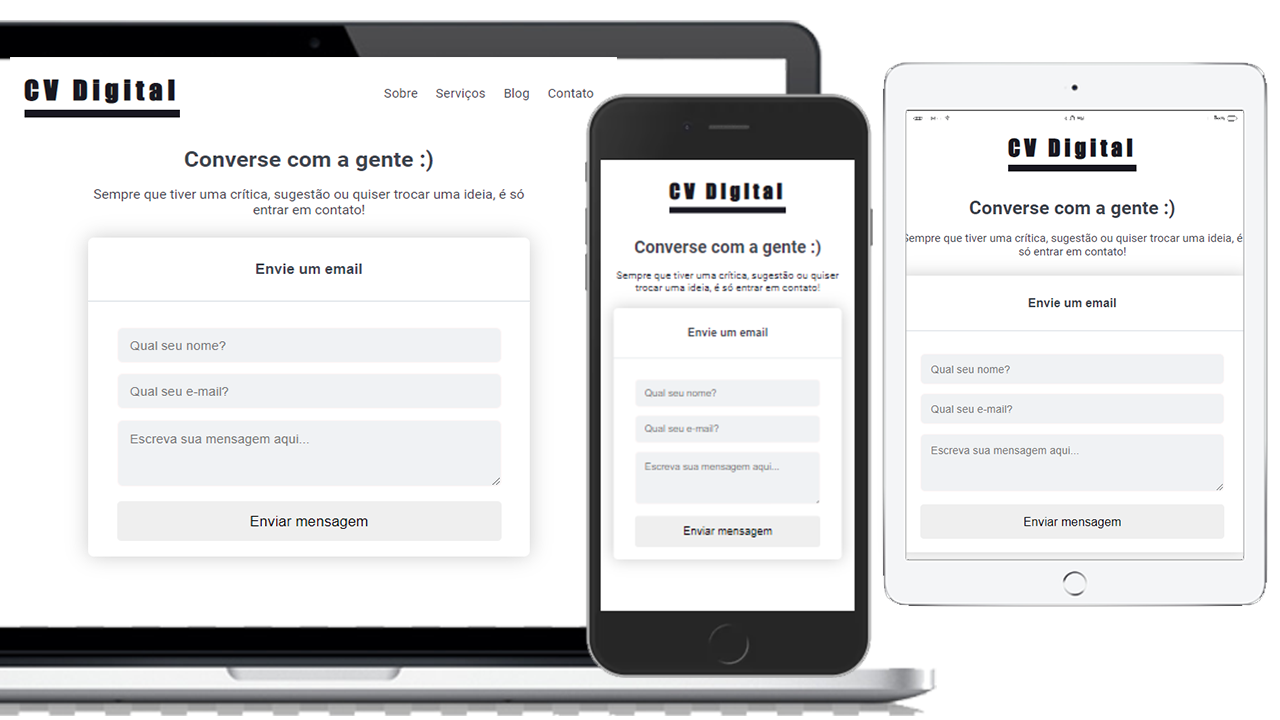 CV Digital
Sobre Serviços Blog Contato
Converse com a gente :)
Sempre que tiver uma crítica, sugestão ou quiser trocar uma ideia, é só
entrar em contato!
Envie um email
Qual seu nome?
Qual seu e-mail?
Escreva sua mensagem aqui...
Enviar mensagem
CV Digital
Converse com a gente :)
Sempre que tiver uma crítica, sugestão ou quiser
trocar uma ideia, é só entrar em contato!
Envie um email
Qual seu nome?
Qual seu e-mail?
Escreva sua mensagem aqui...
Enviar mensagem
CV Digital
Converse com a gente :)
Sempre que tiver uma crítica, sugestão ou quiser trocar uma ideia, é
só entrar em contato!
Envie um email
Qual seu nome?
Qual seu e-mail?
Escreva sua mensagem aqui...
Enviar mensagem